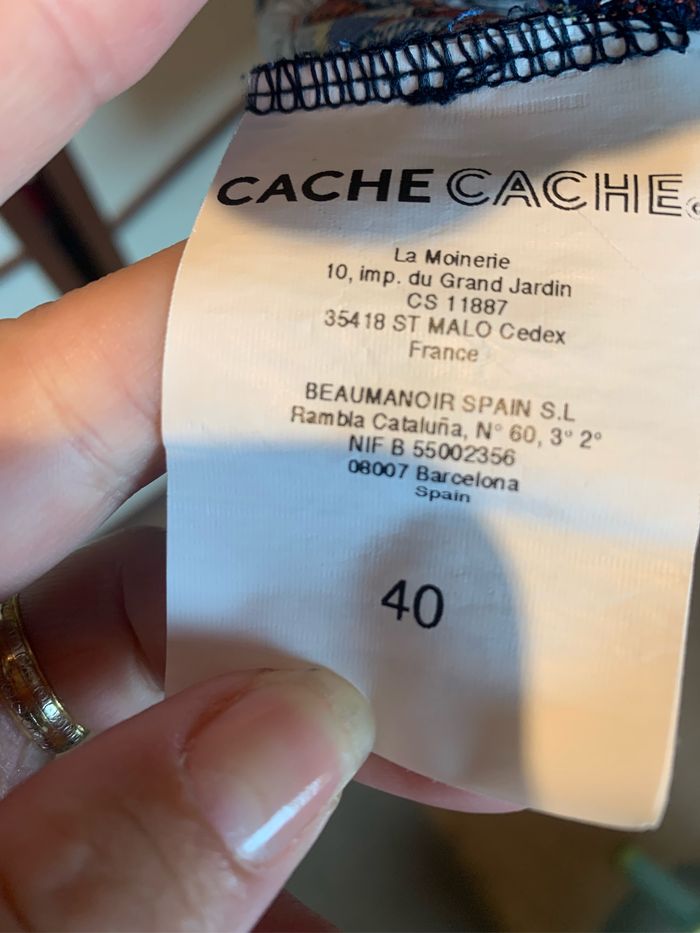 CACHE CACHE
La Moinerie
10, imp. du Grand Jardin
CS 11887
35418 ST MALO Cedex
France
BEAUMANOIR SPAIN S.L
Rambla Cataluña, N° 60, 3° 2°
NIF B 55002356
08007 Barcelona
Spain
40